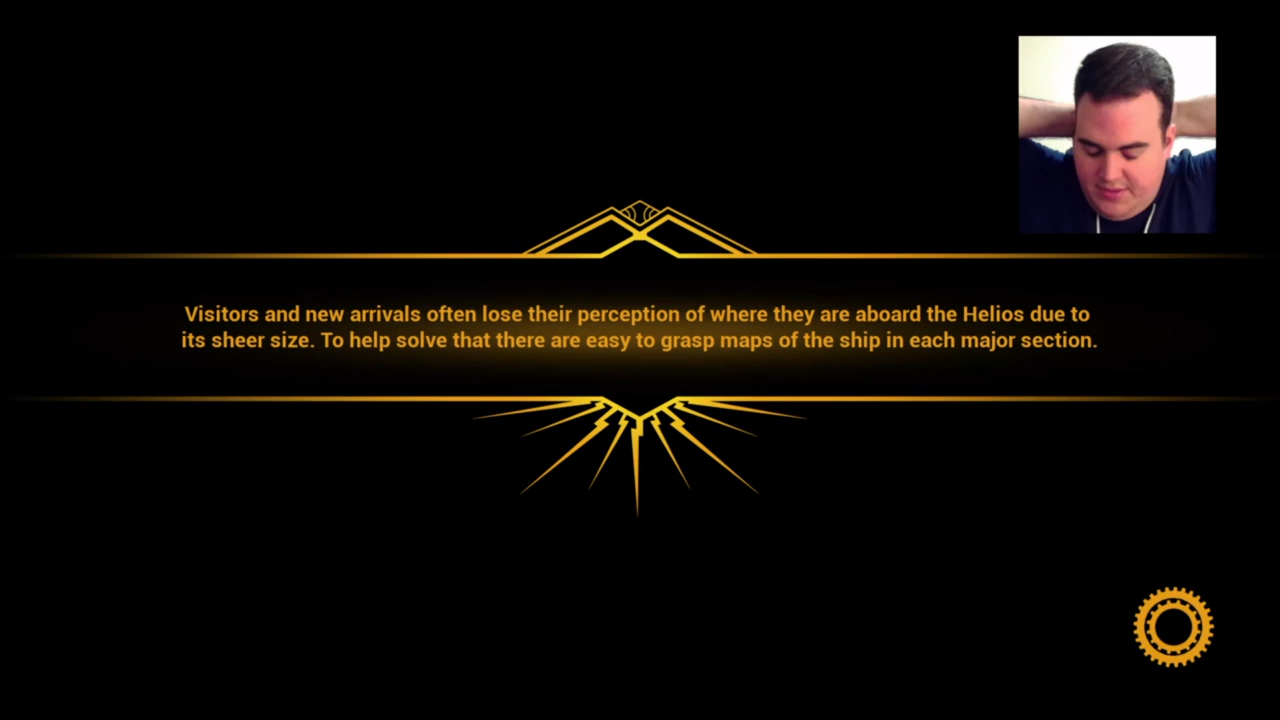 Visitors and new arrivals often lose their perception of where they are aboard the Helios due to
its sheer size. To help solve that there are easy to grasp maps of the ship in each major section.